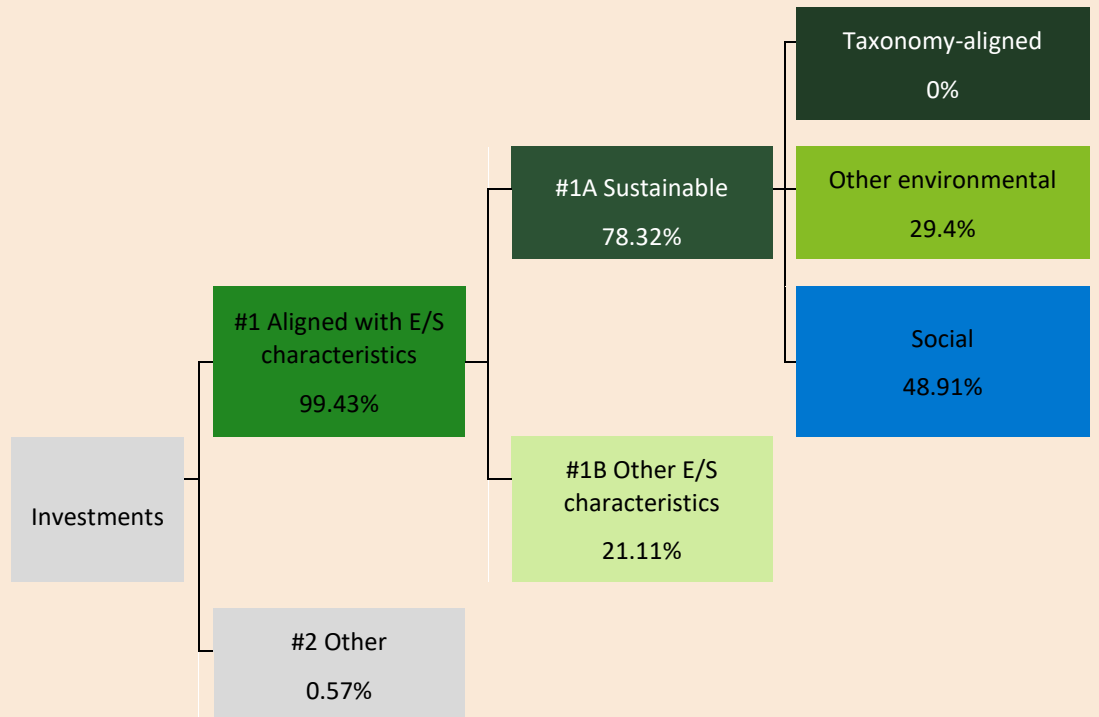 Taxonomy-aligned
0%
#1A Sustainable
78.32%
Other environmental
29.4%
#1 Aligned with E/S
characteristics
99.43%
Social
48.91%
Investments
#1B Other E/S
characteristics
21.11%
#2 Other
0.57%